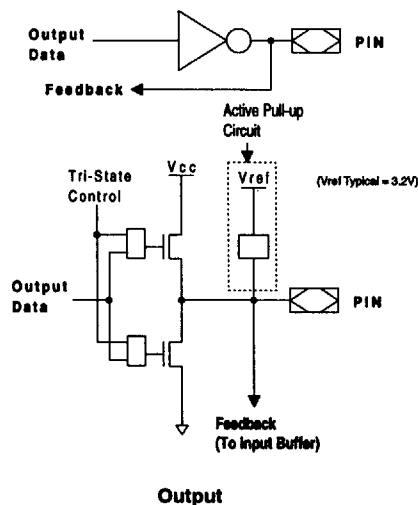 Output
Data
PIN
Feedback
Active Pull-up
Circuit
Vcc
Vref
(Vref Typical = 3.2V)
Tri-State
Control
Output
Data
PIN
Feedback
(To Input Buffer)
Output